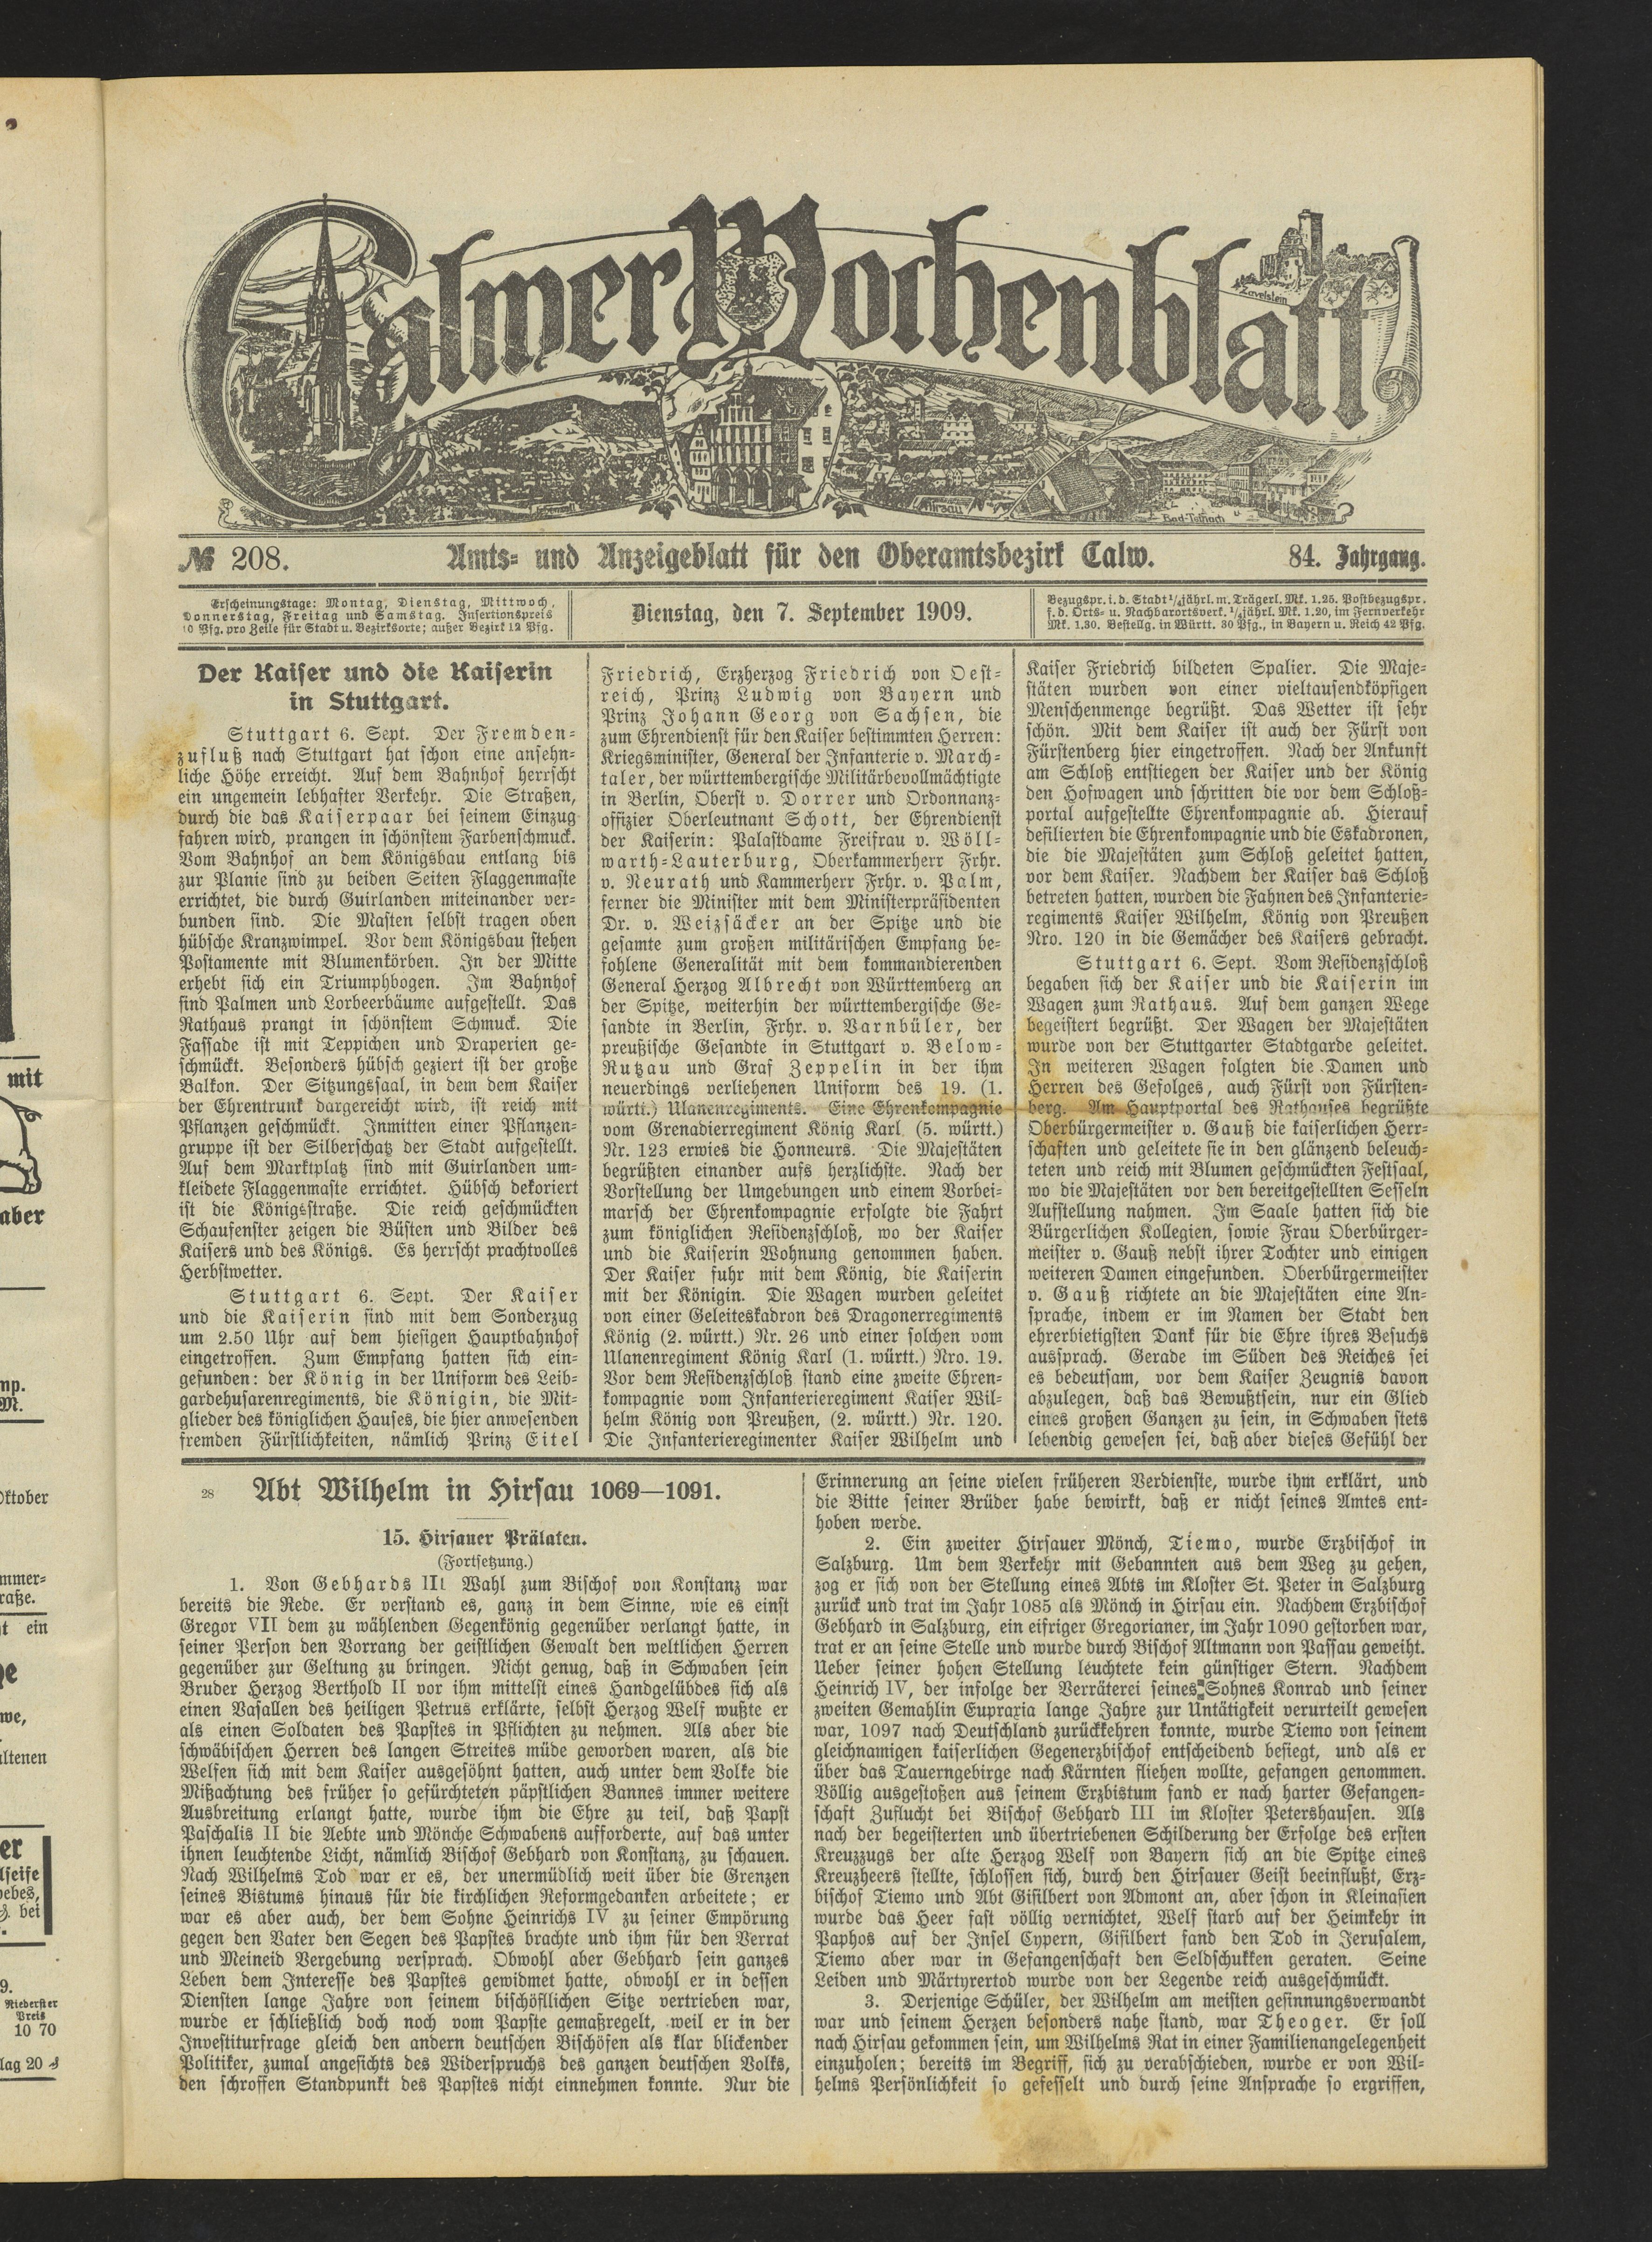 Calwer Wochenblatt
Zavelstein
Liebenzell
Hirsau
Bad-Teinach
№ 208.
Amts- und Anzeigeblatt für den Oberamtsbezirk Calw.
84. Jahrgang.
Erscheinungstage: Montag, Dienstag, Mittwoch,
Donnerstag, Freitag und Samstag. Insertionspreis
10 Pfg. pro Zeile für Stadt u. Bezirksorte; außer Bezirk 12 Pfg.
Dienstag, den 7. September 1909.
Bezugspr. i. d. Stadt ¼jährl. m. Trägerl. Mk. 1.25. Postbezugspr.
f. d. Orts- u. Nachbarortsverk. ¼jährl. Mk. 1.20, im Fernverkehr
Mk. 1.30. Bestellg. in Württ. 30 Pfg., in Bayern u. Reich 42 Pfg.
Der Kaiser und die Kaiserin
in Stuttgart.
Stuttgart 6. Sept. Der Fremden-
zufluß nach Stuttgart hat schon eine ansehn-
liche Höhe erreicht. Auf dem Bahnhof herrscht
ein ungemein lebhafter Verkehr. Die Straßen,
durch die das Kaiserpaar bei seinem Einzug
fahren wird, prangen in schönstem Farbenschmuck.
Vom Bahnhof an dem Königsbau entlang bis
zur Planie sind zu beiden Seiten Flaggenmaste
errichtet, die durch Guirlanden miteinander ver-
bunden sind. Die Masten selbst tragen oben
hübsche Kranzwimpel. Vor dem Königsbau stehen
Postamente mit Blumenkörben. In der Mitte
erhebt sich ein Triumphbogen. Im Bahnhof
sind Palmen und Lorbeerbäume aufgestellt. Das
Rathaus prangt in schönstem Schmuck. Die
Fassade ist mit Teppichen und Draperien ge-
schmückt. Besonders hübsch geziert ist der große
Balkon. Der Sitzungssaal, in dem dem Kaiser
der Ehrentrunk dargereicht wird, ist reich mit
Pflanzen geschmückt. Inmitten einer Pflanzen-
gruppe ist der Silberschatz der Stadt aufgestellt.
Auf dem Marktplatz sind mit Guirlanden um-
kleidete Flaggenmaste errichtet. Hübsch dekoriert
ist die Königsstraße. Die reich geschmückten
Schaufenster zeigen die Büsten und Bilder des
Kaisers und des Königs. Es herrscht prachtvolles
Herbstwetter.
Stuttgart 6. Sept. Der Kaiser
und die Kaiserin sind mit dem Sonderzug
um 2.50 Uhr auf dem hiesigen Hauptbahnhof
eingetroffen. Zum Empfang hatten sich ein-
gefunden: der König in der Uniform des Leib-
gardehusarenregiments, die Königin, die Mit-
glieder des königlichen Hauses, die hier anwesenden
fremden Fürstlichkeiten, nämlich Prinz Eitel
Friedrich, Erzherzog Friedrich von Oest-
reich, Prinz Ludwig von Bayern und
Prinz Johann Georg von Sachsen, die
zum Ehrendienst für den Kaiser bestimmten Herren:
Kriegsminister, General der Infanterie v. March-
taler, der württembergische Militärbevollmächtigte
in Berlin, Oberst v. Dorrer und Ordonnanz-
offizier Oberleutnant Schott, der Ehrendienst
der Kaiserin: Palastdame Freifrau v. Wöll-
warth-Lauterburg, Oberkammerherr Frhr.
v. Neurath und Kammerherr Frhr. v. Palm,
ferner die Minister mit dem Ministerpräsidenten
Dr. v. Weizsäcker an der Spitze und die
gesamte zum großen militärischen Empfang be-
fohlene Generalität mit dem kommandierenden
General Herzog Albrecht von Württemberg an
der Spitze, weiterhin der württembergische Ge-
sandte in Berlin, Frhr. v. Varnbüler, der
preußische Gesandte in Stuttgart v. Below-
Rutzau und Graf Zeppelin in der ihm
neuerdings verliehenen Uniform des 19. (1.
württ.) Ulanenregiments. Eine Ehrenkompagnie
vom Grenadierregiment König Karl (5. württ.)
Nr. 123 erwies die Honneurs. Die Majestäten
begrüßten einander aufs herzlichste. Nach der
Vorstellung der Umgebungen und einem Vorbei-
marsch der Ehrenkompagnie erfolgte die Fahrt
zum königlichen Residenzschloß, wo der Kaiser
und die Kaiserin Wohnung genommen haben.
Der Kaiser fuhr mit dem König, die Kaiserin
mit der Königin. Die Wagen wurden geleitet
von einer Geleiteskadron des Dragonerregiments
König (2. württ.) Nr. 26 und einer solchen vom
Ulanenregiment König Karl (1. württ.) Nro. 19.
Vor dem Residenzschloß stand eine zweite Ehren-
kompagnie vom Infanterieregiment Kaiser Wil-
helm König von Preußen, (2. württ.) Nr. 120.
Die Infanterieregimenter Kaiser Wilhelm und
Kaiser Friedrich bildeten Spalier. Die Maje-
stäten wurden von einer vieltausendköpfigen
Menschenmenge begrüßt. Das Wetter ist sehr
schön. Mit dem Kaiser ist auch der Fürst von
Fürstenberg hier eingetroffen. Nach der Ankunft
am Schloß entstiegen der Kaiser und der König
den Hofwagen und schritten die vor dem Schloß-
portal aufgestellte Ehrenkompagnie ab. Hierauf
defilierten die Ehrenkompagnie und die Eskadronen,
die die Majestäten zum Schloß geleitet hatten,
vor dem Kaiser. Nachdem der Kaiser das Schloß
betreten hatten, wurden die Fahnen des Infanterie-
regiments Kaiser Wilhelm, König von Preußen
Nro. 120 in die Gemächer des Kaisers gebracht.
Stuttgart 6. Sept. Vom Residenzschloß
begaben sich der Kaiser und die Kaiserin im
Wagen zum Rathaus. Auf dem ganzen Wege
begeistert begrüßt. Der Wagen der Majestäten
wurde von der Stuttgarter Stadtgarde geleitet.
In weiteren Wagen folgten die Damen und
Herren des Gefolges, auch Fürst von Fürsten-
berg. Am Hauptportal des Rathauses begrüßte
Oberbürgermeister v. Gauß die kaiserlichen Herr-
schaften und geleitete sie in den glänzend beleuch-
teten und reich mit Blumen geschmückten Festsaal,
wo die Majestäten vor den bereitgestellten Sesseln
Aufstellung nahmen. Im Saale hatten sich die
Bürgerlichen Kollegien, sowie Frau Oberbürger-
meister v. Gauß nebst ihrer Tochter und einigen
weiteren Damen eingefunden. Oberbürgermeister
v. Gauß richtete an die Majestäten eine An-
sprache, indem er im Namen der Stadt den
ehrerbietigsten Dank für die Ehre ihres Besuchs
aussprach. Gerade im Süden des Reiches sei
es bedeutsam, vor dem Kaiser Zeugnis davon
abzulegen, daß das Bewußtsein, nur ein Glied
eines großen Ganzen zu sein, in Schwaben stets
lebendig gewesen sei, daß aber dieses Gefühl der
28
Abt Wilhelm in Hirsau 1069—1091.
15. Hirsauer Prälaten.
(Fortsetzung.)
1. Von Gebhards III Wahl zum Bischof von Konstanz war
bereits die Rede. Er verstand es, ganz in dem Sinne, wie es einst
Gregor VII dem zu wählenden Gegenkönig gegenüber verlangt hatte, in
seiner Person den Vorrang der geistlichen Gewalt den weltlichen Herren
gegenüber zur Geltung zu bringen. Nicht genug, daß in Schwaben sein
Bruder Herzog Berthold II vor ihm mittelst eines Handgelübdes sich als
einen Vasallen des heiligen Petrus erklärte, selbst Herzog Welf wußte er
als einen Soldaten des Papstes in Pflichten zu nehmen. Als aber die
schwäbischen Herren des langen Streites müde geworden waren, als die
Welfen sich mit dem Kaiser ausgesöhnt hatten, auch unter dem Volke die
Mißachtung des früher so gefürchteten päpstlichen Bannes immer weitere
Ausbreitung erlangt hatte, wurde ihm die Ehre zu teil, daß Papst
Paschalis II die Aebte und Mönche Schwabens aufforderte, auf das unter
ihnen leuchtende Licht, nämlich Bischof Gebhard von Konstanz, zu schauen.
Nach Wilhelms Tod war er es, der unermüdlich weit über die Grenzen
seines Bistums hinaus für die kirchlichen Reformgedanken arbeitete; er
war es aber auch, der dem Sohne Heinrichs IV zu seiner Empörung
gegen den Vater den Segen des Papstes brachte und ihm für den Verrat
und Meineid Vergebung versprach. Obwohl aber Gebhard sein ganzes
Leben dem Interesse des Papstes gewidmet hatte, obwohl er in dessen
Diensten lange Jahre von seinem bischöfllichen Sitze vertrieben war,
wurde er schließlich doch noch vom Papste gemaßregelt, weil er in der
Investiturfrage gleich den andern deutschen Bischöfen als klar blickender
Politiker, zumal angesichts des Widerspruchs des ganzen deutschen Volks,
den schroffen Standpunkt des Papstes nicht einnehmen konnte. Nur die
Erinnerung an seine vielen früheren Verdienste, wurde ihm erklärt, und
die Bitte seiner Brüder habe bewirkt, daß er nicht seines Amtes ent-
hoben werde.
2. Ein zweiter Hirsauer Mönch, Tiemo, wurde Erzbischof in
Salzburg. Um dem Verkehr mit Gebannten aus dem Weg zu gehen,
zog er sich von der Stellung eines Abts im Kloster St. Peter in Salzburg
zurück und trat im Jahr 1085 als Mönch in Hirsau ein. Nachdem Erzbischof
Gebhard in Salzburg, ein eifriger Gregorianer, im Jahr 1090 gestorben war,
trat er an seine Stelle und wurde durch Bischof Altmann von Passau geweiht.
Ueber seiner hohen Stellung leuchtete kein günstiger Stern. Nachdem
Heinrich IV, der infolge der Verräterei seines Sohnes Konrad und seiner
zweiten Gemahlin Eupraxia lange Jahre zur Untätigkeit verurteilt gewesen
war, 1097 nach Deutschland zurückkehren konnte, wurde Tiemo von seinem
gleichnamigen kaiserlichen Gegenerzbischof entscheidend besiegt, und als er
über das Tauerngebirge nach Kärnten fliehen wollte, gefangen genommen.
Völlig ausgestoßen aus seinem Erzbistum fand er nach harter Gefangen-
schaft Zuflucht bei Bischof Gebhard III im Kloster Petershausen. Als
nach der begeisterten und übertriebenen Schilderung der Erfolge des ersten
Kreuzzugs der alte Herzog Welf von Bayern sich an die Spitze eines
Kreuzheers stellte, schlossen sich, durch den Hirsauer Geist beeinflußt, Erz-
bischof Tiemo und Abt Gisilbert von Admont an, aber schon in Kleinasien
wurde das Heer fast völlig vernichtet, Welf starb auf der Heimkehr in
Paphos auf der Insel Cypern, Gisilbert fand den Tod in Jerusalem,
Tiemo aber war in Gefangenschaft den Seldschukken geraten. Seine
Leiden und Märtyrertod wurde von der Legende reich ausgeschmückt.
3. Derjenige Schüler, der Wilhelm am meisten gesinnungsverwandt
war und seinem Herzen besonders nahe stand, war Theoger. Er soll
nach Hirsau gekommen sein, um Wilhelms Rat in einer Familienangelegenheit
einzuholen; bereits im Begriff, sich zu verabschieden, wurde er von Wil-
helms Persönlichkeit so gefesselt und durch seine Ansprache so ergriffen,
mit
aber
Oktober
ein
er
bei
Niederster
Preis
10 70